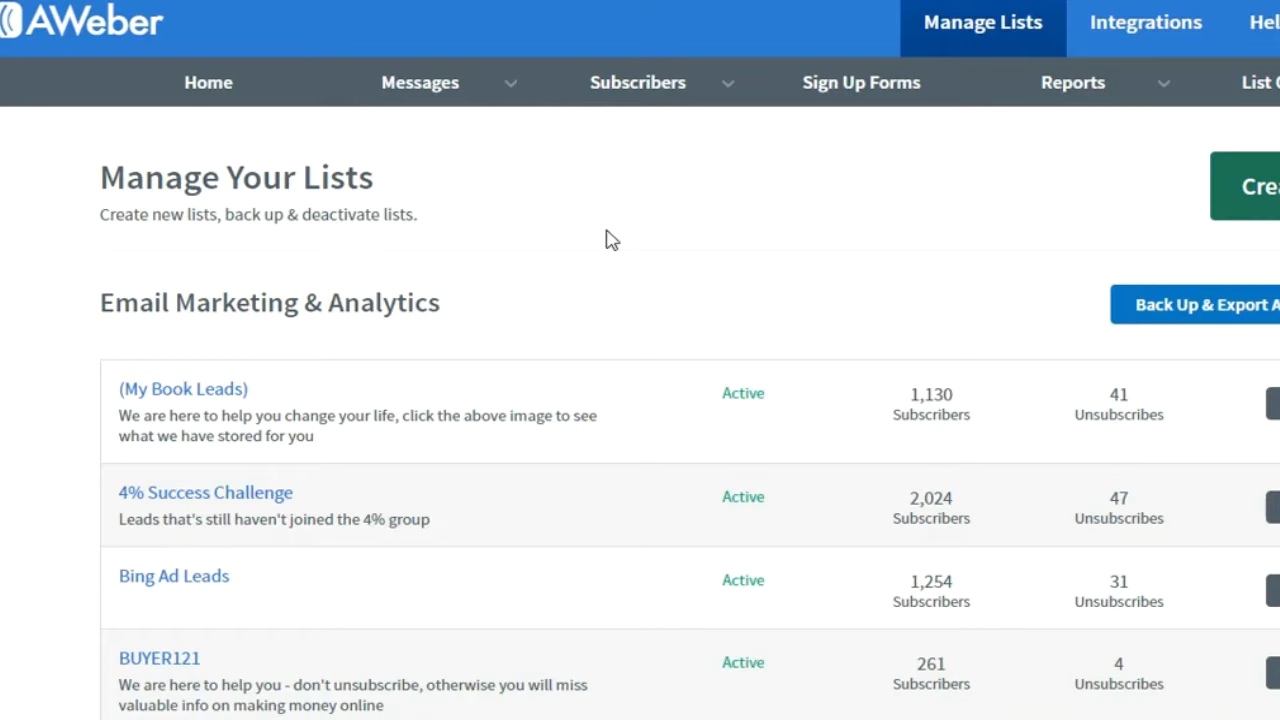 AWeber
Manage Lists
Integrations
Home
Messages
Subscribers
Sign Up Forms
Reports
List
Manage Your Lists
Create new lists, back up & deactivate lists.
Email Marketing & Analytics
Back Up & Export
(My Book Leads)
We are here to help you change your life, click the above image to see
what we have stored for you
Active
1,130
Subscribers
41
Unsubscribes
4% Success Challenge
Leads that's still haven't joined the 4% group
Active
2,024
Subscribers
47
Unsubscribes
Bing Ad Leads
Active
1,254
Subscribers
31
Unsubscribes
BUYER121
We are here to help you - don't unsubscribe, otherwise you will miss
valuable info on making money online
Active
261
Subscribers
4
Unsubscribes